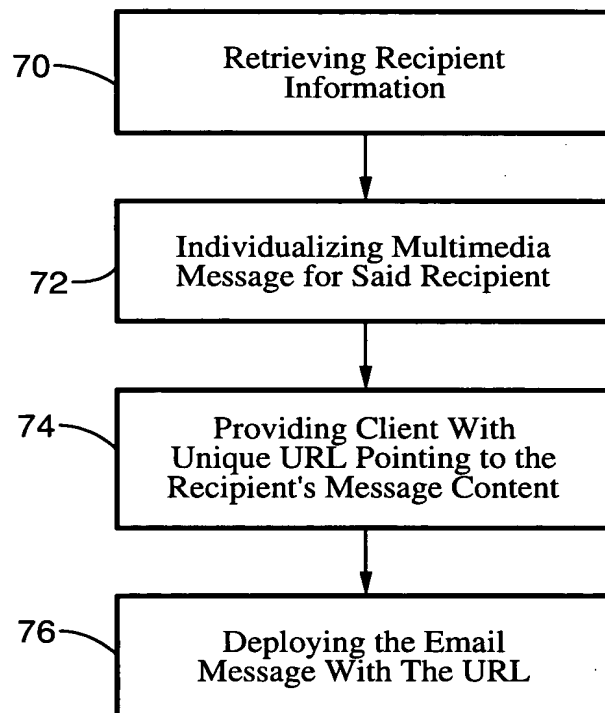 70
Retrieving Recipient
Information
72
Individualizing Multimedia
Message for Said Recipient
74
Providing Client With
Unique URL Pointing to the
Recipient's Message Content
76
Deploying the Email
Message With The URL